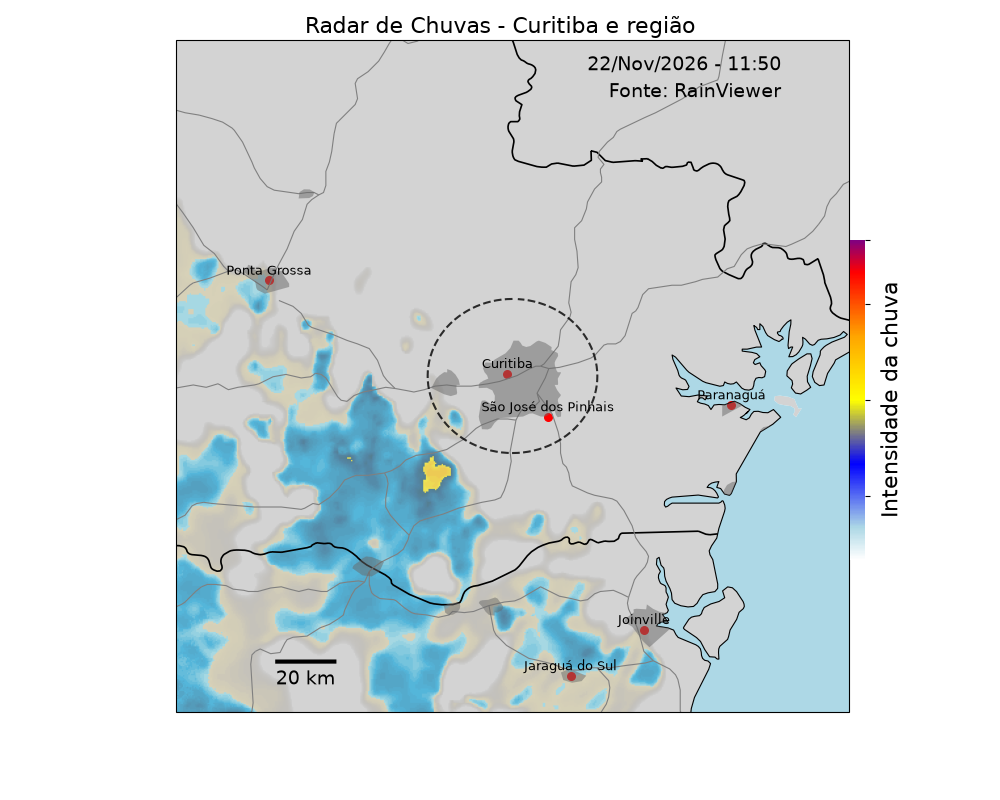 Radar de Chuvas - Curitiba e região
22/Nov/2026 - 11:50
Fonte: RainViewer
Ponta Grossa
Curitiba
São José dos Pinhais
Paranaguá
Intensidade da chuva
Joinville
Jaraguá do Sul
20 km